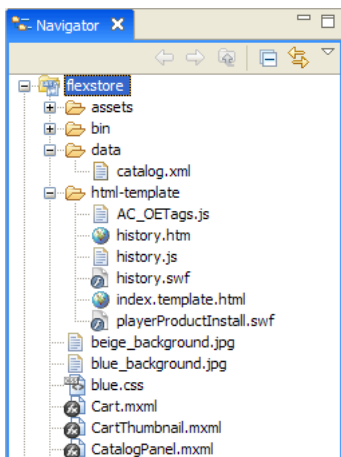 Navigator
flexstore
assets
bin
data
catalog.xml
html-template
AC_OETags.js
history.htm
history.js
history.swf
index.template.html
playerProductInstall.swf
beige_background.jpg
blue_background.jpg
blue.css
Cart.mxml
CartThumbnail.mxml
CatalogPanel.mxml